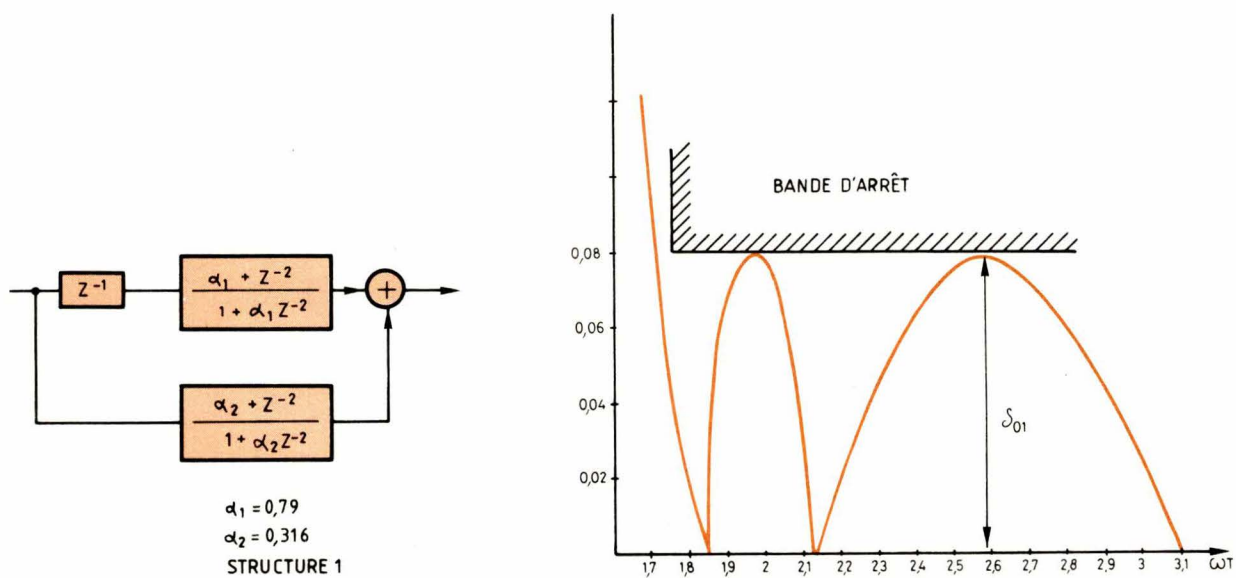 Z⁻¹
α₁ + Z⁻²
1 + α₁Z⁻²
+
α₂ + Z⁻²
1 + α₂Z⁻²
α₁ = 0,79
α₂ = 0,316
STRUCTURE 1
BANDE D'ARRÊT
0,08
0,06
0,04
0,02
δ₀₁
1,7 1,8 1,9 2 2,1 2,2 2,3 2,4 2,5 2,6 2,7 2,8 2,9 3 3,1 ωT